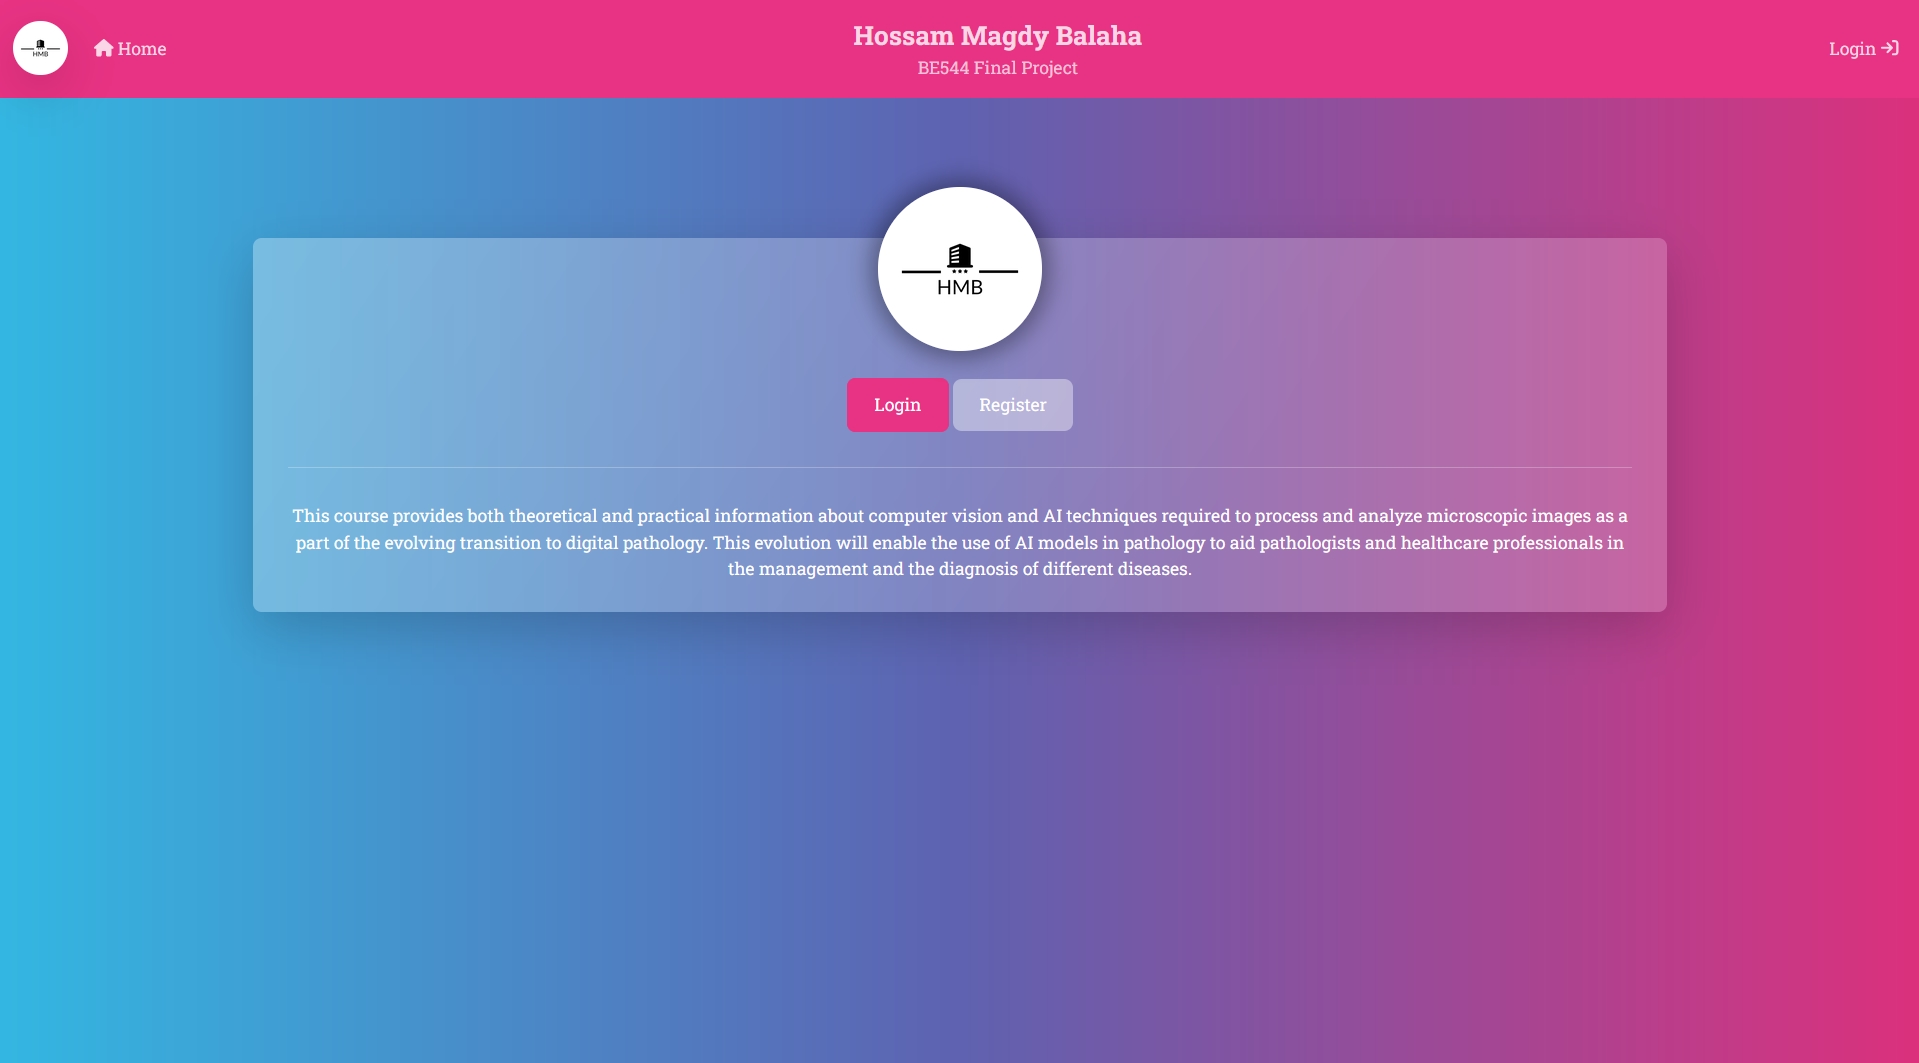 HMB
Home
Hossam Magdy Balaha
BE544 Final Project
Login
HMB
Login
Register
This course provides both theoretical and practical information about computer vision and AI techniques required to process and analyze microscopic images as a
part of the evolving transition to digital pathology. This evolution will enable the use of AI models in pathology to aid pathologists and healthcare professionals in
the management and the diagnosis of different diseases.